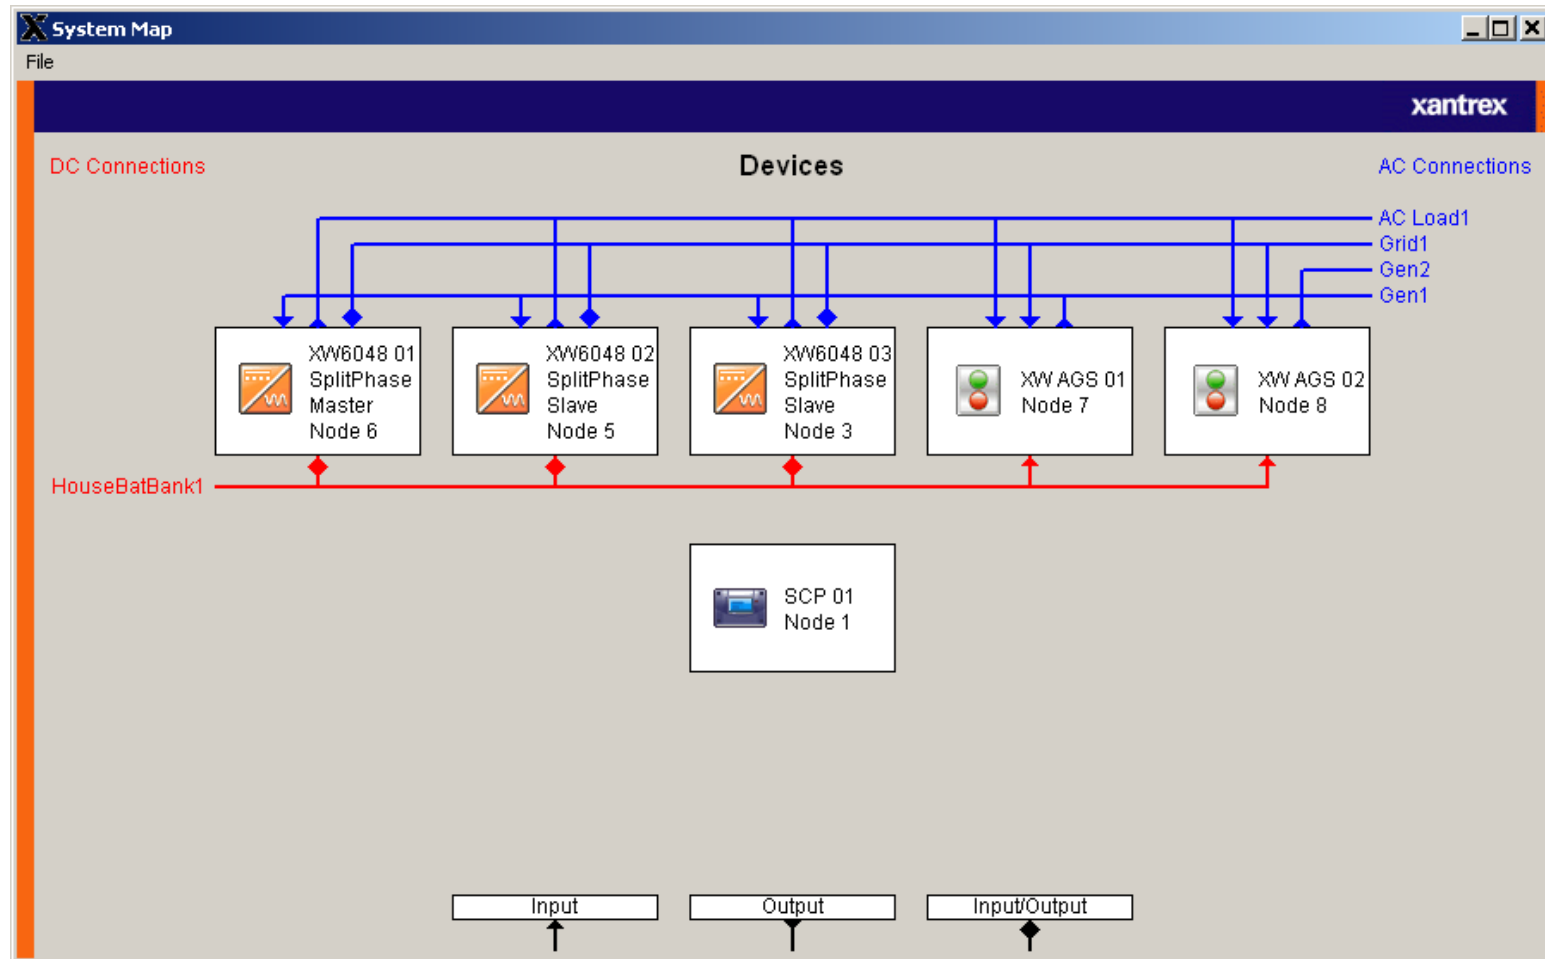 System Map
File
xantrex
DC Connections
Devices
AC Connections
AC Load1
Grid1
Gen2
Gen1
XW6048 01
SplitPhase
Master
Node 6
XW6048 02
SplitPhase
Slave
Node 5
XW6048 03
SplitPhase
Slave
Node 3
XW AGS 01
Node 7
XW AGS 02
Node 8
HouseBatBank1
SCP 01
Node 1
Input
Output
Input/Output